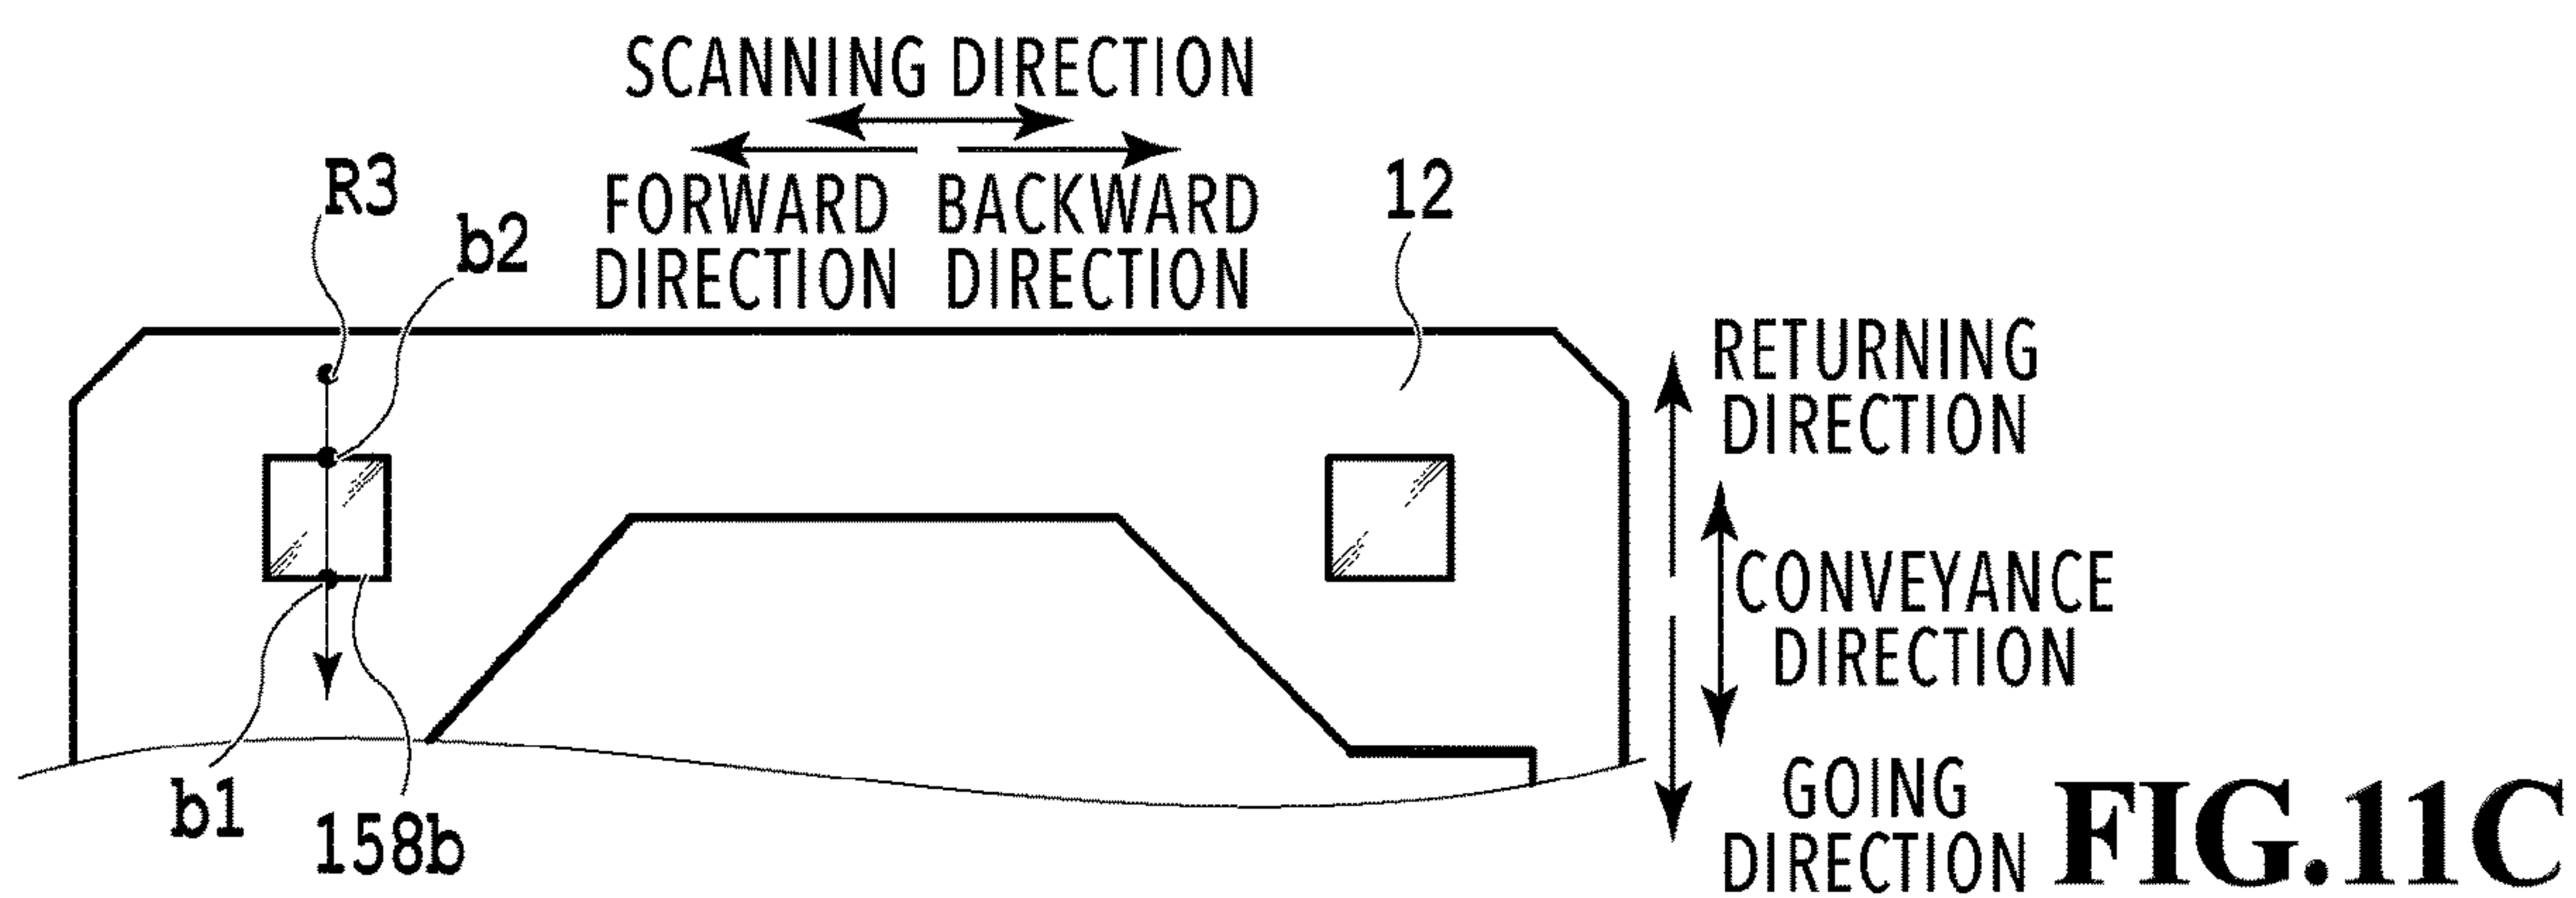 SCANNING DIRECTION
FORWARD BACKWARD
DIRECTION DIRECTION
R3
b2
12
RETURNING
DIRECTION
CONVEYANCE
DIRECTION
GOING
DIRECTION
b1
158b
FIG.11C